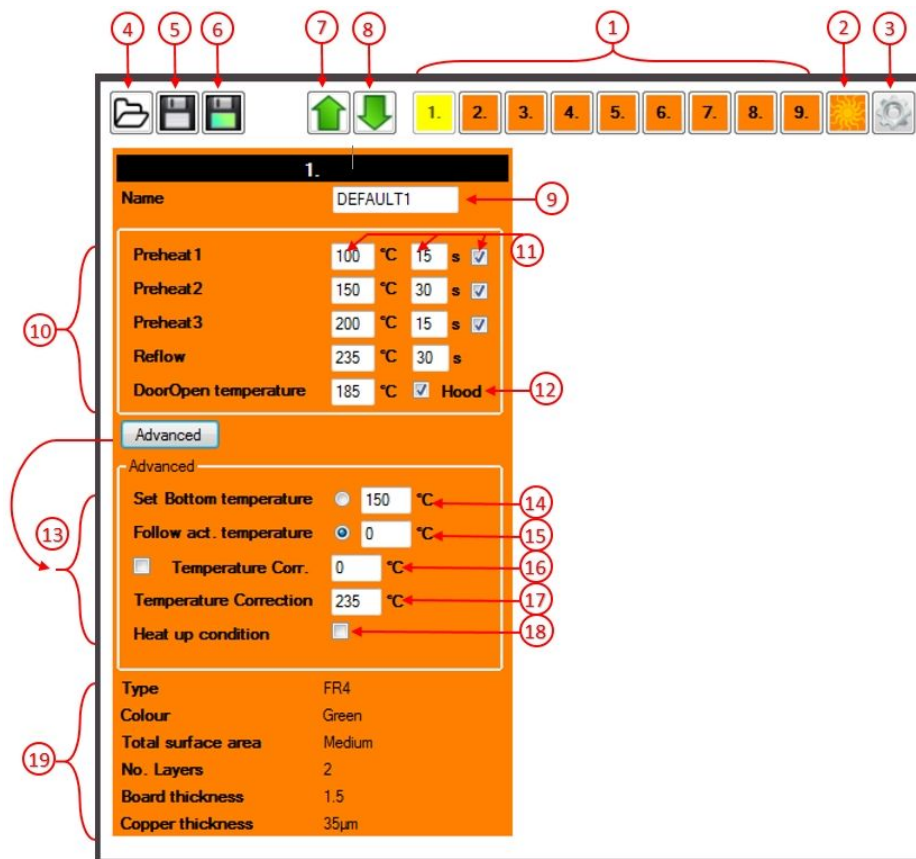 4 5 6 7 8 1 2 3
1. 2. 3. 4. 5. 6. 7. 8. 9.
1.
Name DEFAULT1 9
Preheat1 100 °C 15 s 11
Preheat2 150 °C 30 s
Preheat3 200 °C 15 s
10
Reflow 235 °C 30 s
DoorOpen temperature 185 °C Hood 12
Advanced
Advanced
Set Bottom temperature 150 °C 14
13 Follow act. temperature 0 °C 15
Temperature Corr. 0 °C 16
Temperature Correction 235 °C 17
Heat up condition 18
Type FR4
Colour Green
Total surface area Medium
19
No. Layers 2
Board thickness 1.5
Copper thickness 35µm